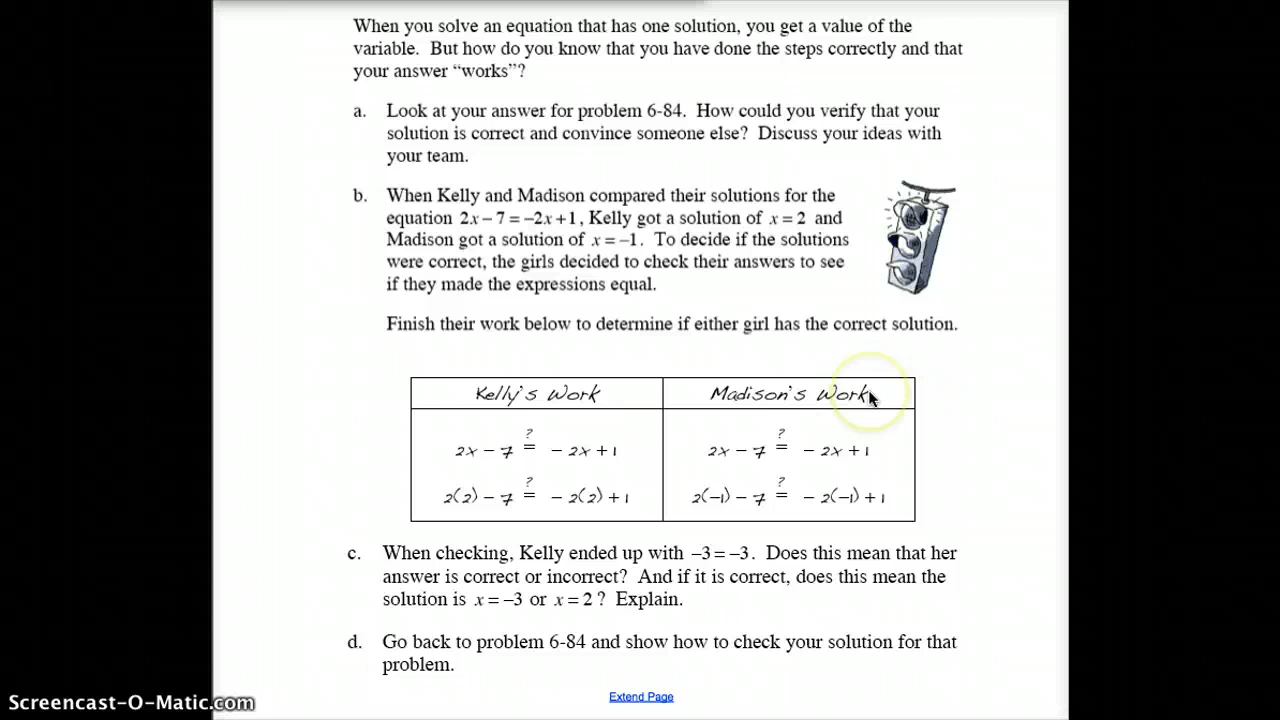 When you solve an equation that has one solution, you get a value of the
variable. But how do you know that you have done the steps correctly and that
your answer “works”?
a. Look at your answer for problem 6-84. How could you verify that your
solution is correct and convince someone else? Discuss your ideas with
your team.
b. When Kelly and Madison compared their solutions for the
equation 2x − 7 = −2x + 1, Kelly got a solution of x = 2 and
Madison got a solution of x = −1. To decide if the solutions
were correct, the girls decided to check their answers to see
if they made the expressions equal.
Finish their work below to determine if either girl has the correct solution.
Kelly's Work
2x − 7 ≟ − 2x + 1
2(2) − 7 ≟ − 2(2) + 1
Madison's Work
2x − 7 ≟ − 2x + 1
2(−1) − 7 ≟ − 2(−1) + 1
c. When checking, Kelly ended up with −3 = −3. Does this mean that her
answer is correct or incorrect? And if it is correct, does this mean the
solution is x = −3 or x = 2? Explain.
d. Go back to problem 6-84 and show how to check your solution for that
problem.
Extend Page
Screencast-O-Matic.com